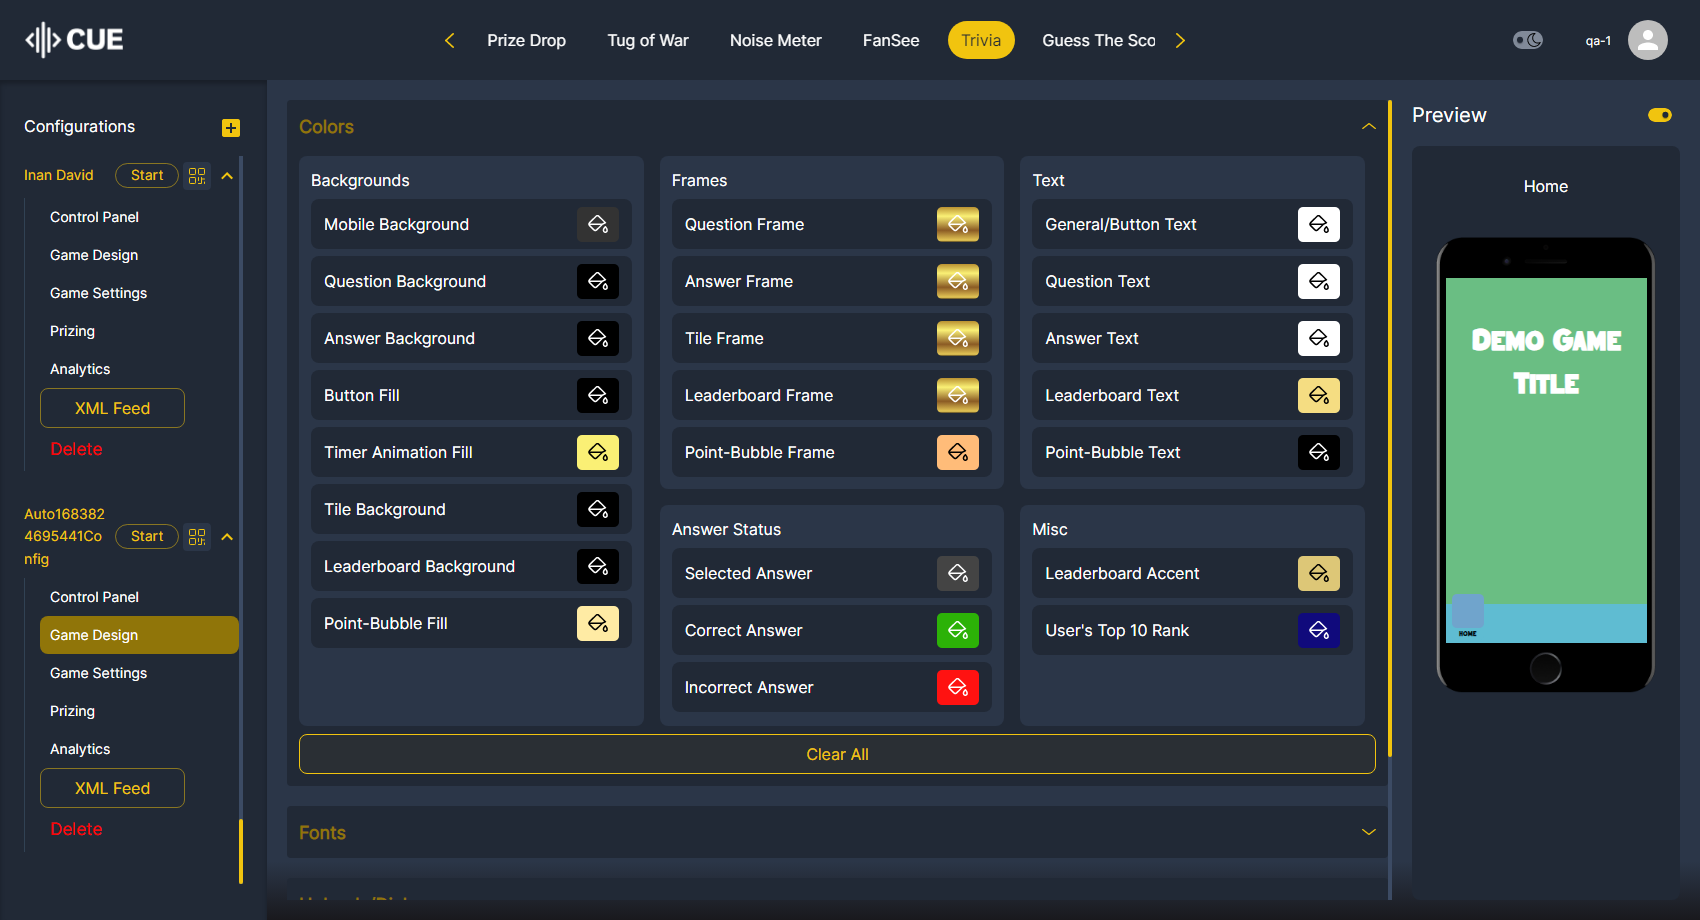 CUE
Prize Drop
Tug of War
Noise Meter
FanSee
Trivia
Guess The Sco
qa-1
Configurations
Inan David
Start
Control Panel
Game Design
Game Settings
Prizing
Analytics
XML Feed
Delete
Auto168382
4695441Co
nfig
Start
Control Panel
Game Design
Game Settings
Prizing
Analytics
XML Feed
Delete
Colors
Backgrounds
Mobile Background
Question Background
Answer Background
Button Fill
Timer Animation Fill
Tile Background
Leaderboard Background
Point-Bubble Fill
Frames
Question Frame
Answer Frame
Tile Frame
Leaderboard Frame
Point-Bubble Frame
Text
General/Button Text
Question Text
Answer Text
Leaderboard Text
Point-Bubble Text
Answer Status
Selected Answer
Correct Answer
Incorrect Answer
Misc
Leaderboard Accent
User's Top 10 Rank
Clear All
Fonts
Preview
Home
Demo Game
Title
HOME